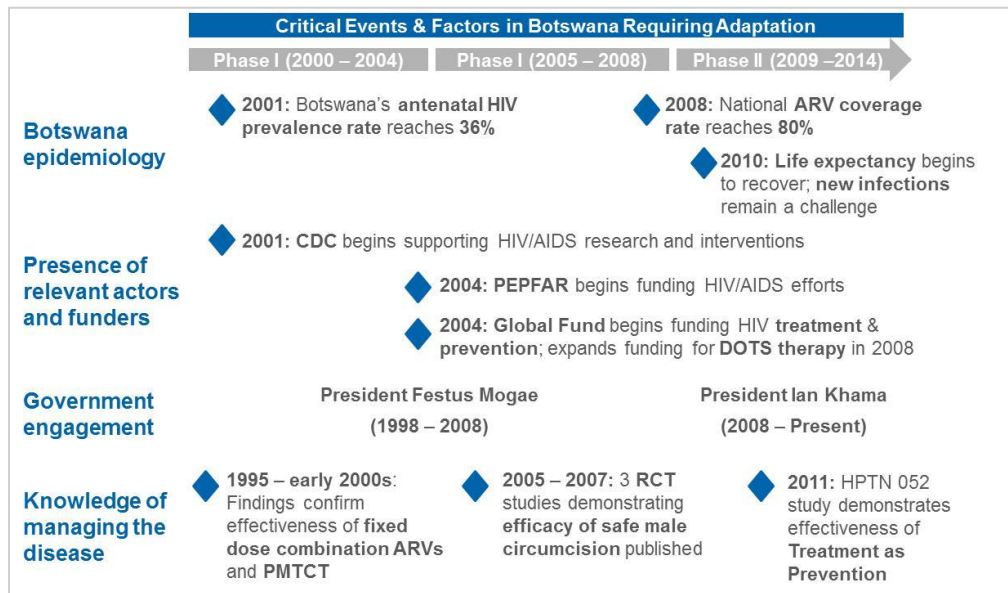 Critical Events & Factors in Botswana Requiring Adaptation
Phase I (2000 – 2004)
Phase I (2005 – 2008)
Phase II (2009 –2014)
Botswana
epidemiology
2001: Botswana's antenatal HIV
prevalence rate reaches 36%
2008: National ARV coverage
rate reaches 80%
2010: Life expectancy begins
to recover; new infections
remain a challenge
Presence of
relevant actors
and funders
2001: CDC begins supporting HIV/AIDS research and interventions
2004: PEPFAR begins funding HIV/AIDS efforts
2004: Global Fund begins funding HIV treatment &
prevention; expands funding for DOTS therapy in 2008
Government
engagement
President Festus Mogae
(1998 – 2008)
President Ian Khama
(2008 – Present)
Knowledge of
managing the
disease
1995 – early 2000s:
Findings confirm
effectiveness of fixed
dose combination ARVs
and PMTCT
2005 – 2007: 3 RCT
studies demonstrating
efficacy of safe male
circumcision published
2011: HPTN 052
study demonstrates
effectiveness of
Treatment as
Prevention